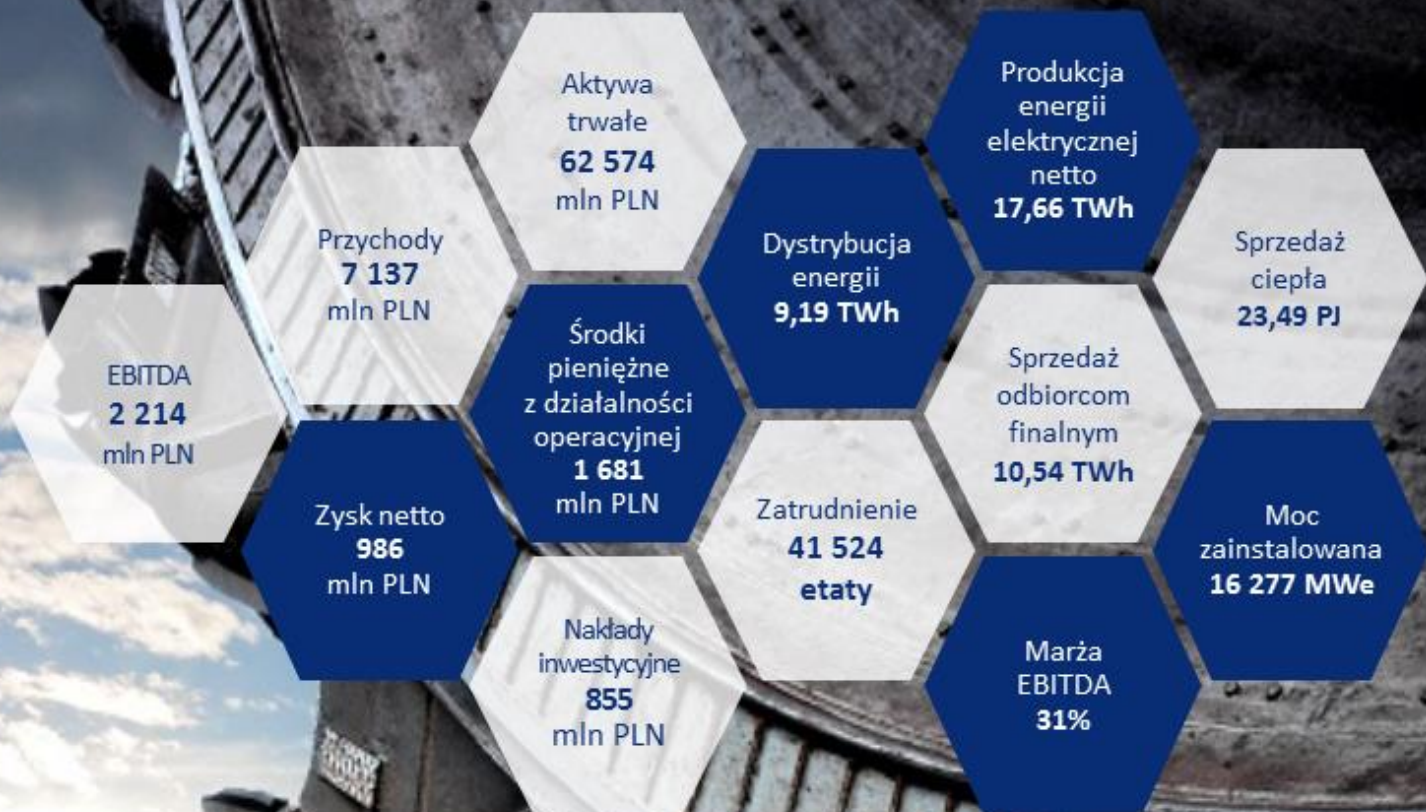 Aktywa
trwałe
62 574
mln PLN
Produkcja
energii
elektrycznej
netto
17,66 TWh
Przychody
7 137
mln PLN
Dystrybucja
energii
9,19 TWh
Sprzedaż
ciepła
23,49 PJ
EBITDA
2 214
mln PLN
Środki
pieniężne
z działalności
operacyjnej
1 681
mln PLN
Sprzedaż
odbiorcom
finalnym
10,54 TWh
Zysk netto
986
mln PLN
Zatrudnienie
41 524
etaty
Moc
zainstalowana
16 277 MWe
Nakłady
inwestycyjne
855
mln PLN
Marża
EBITDA
31%